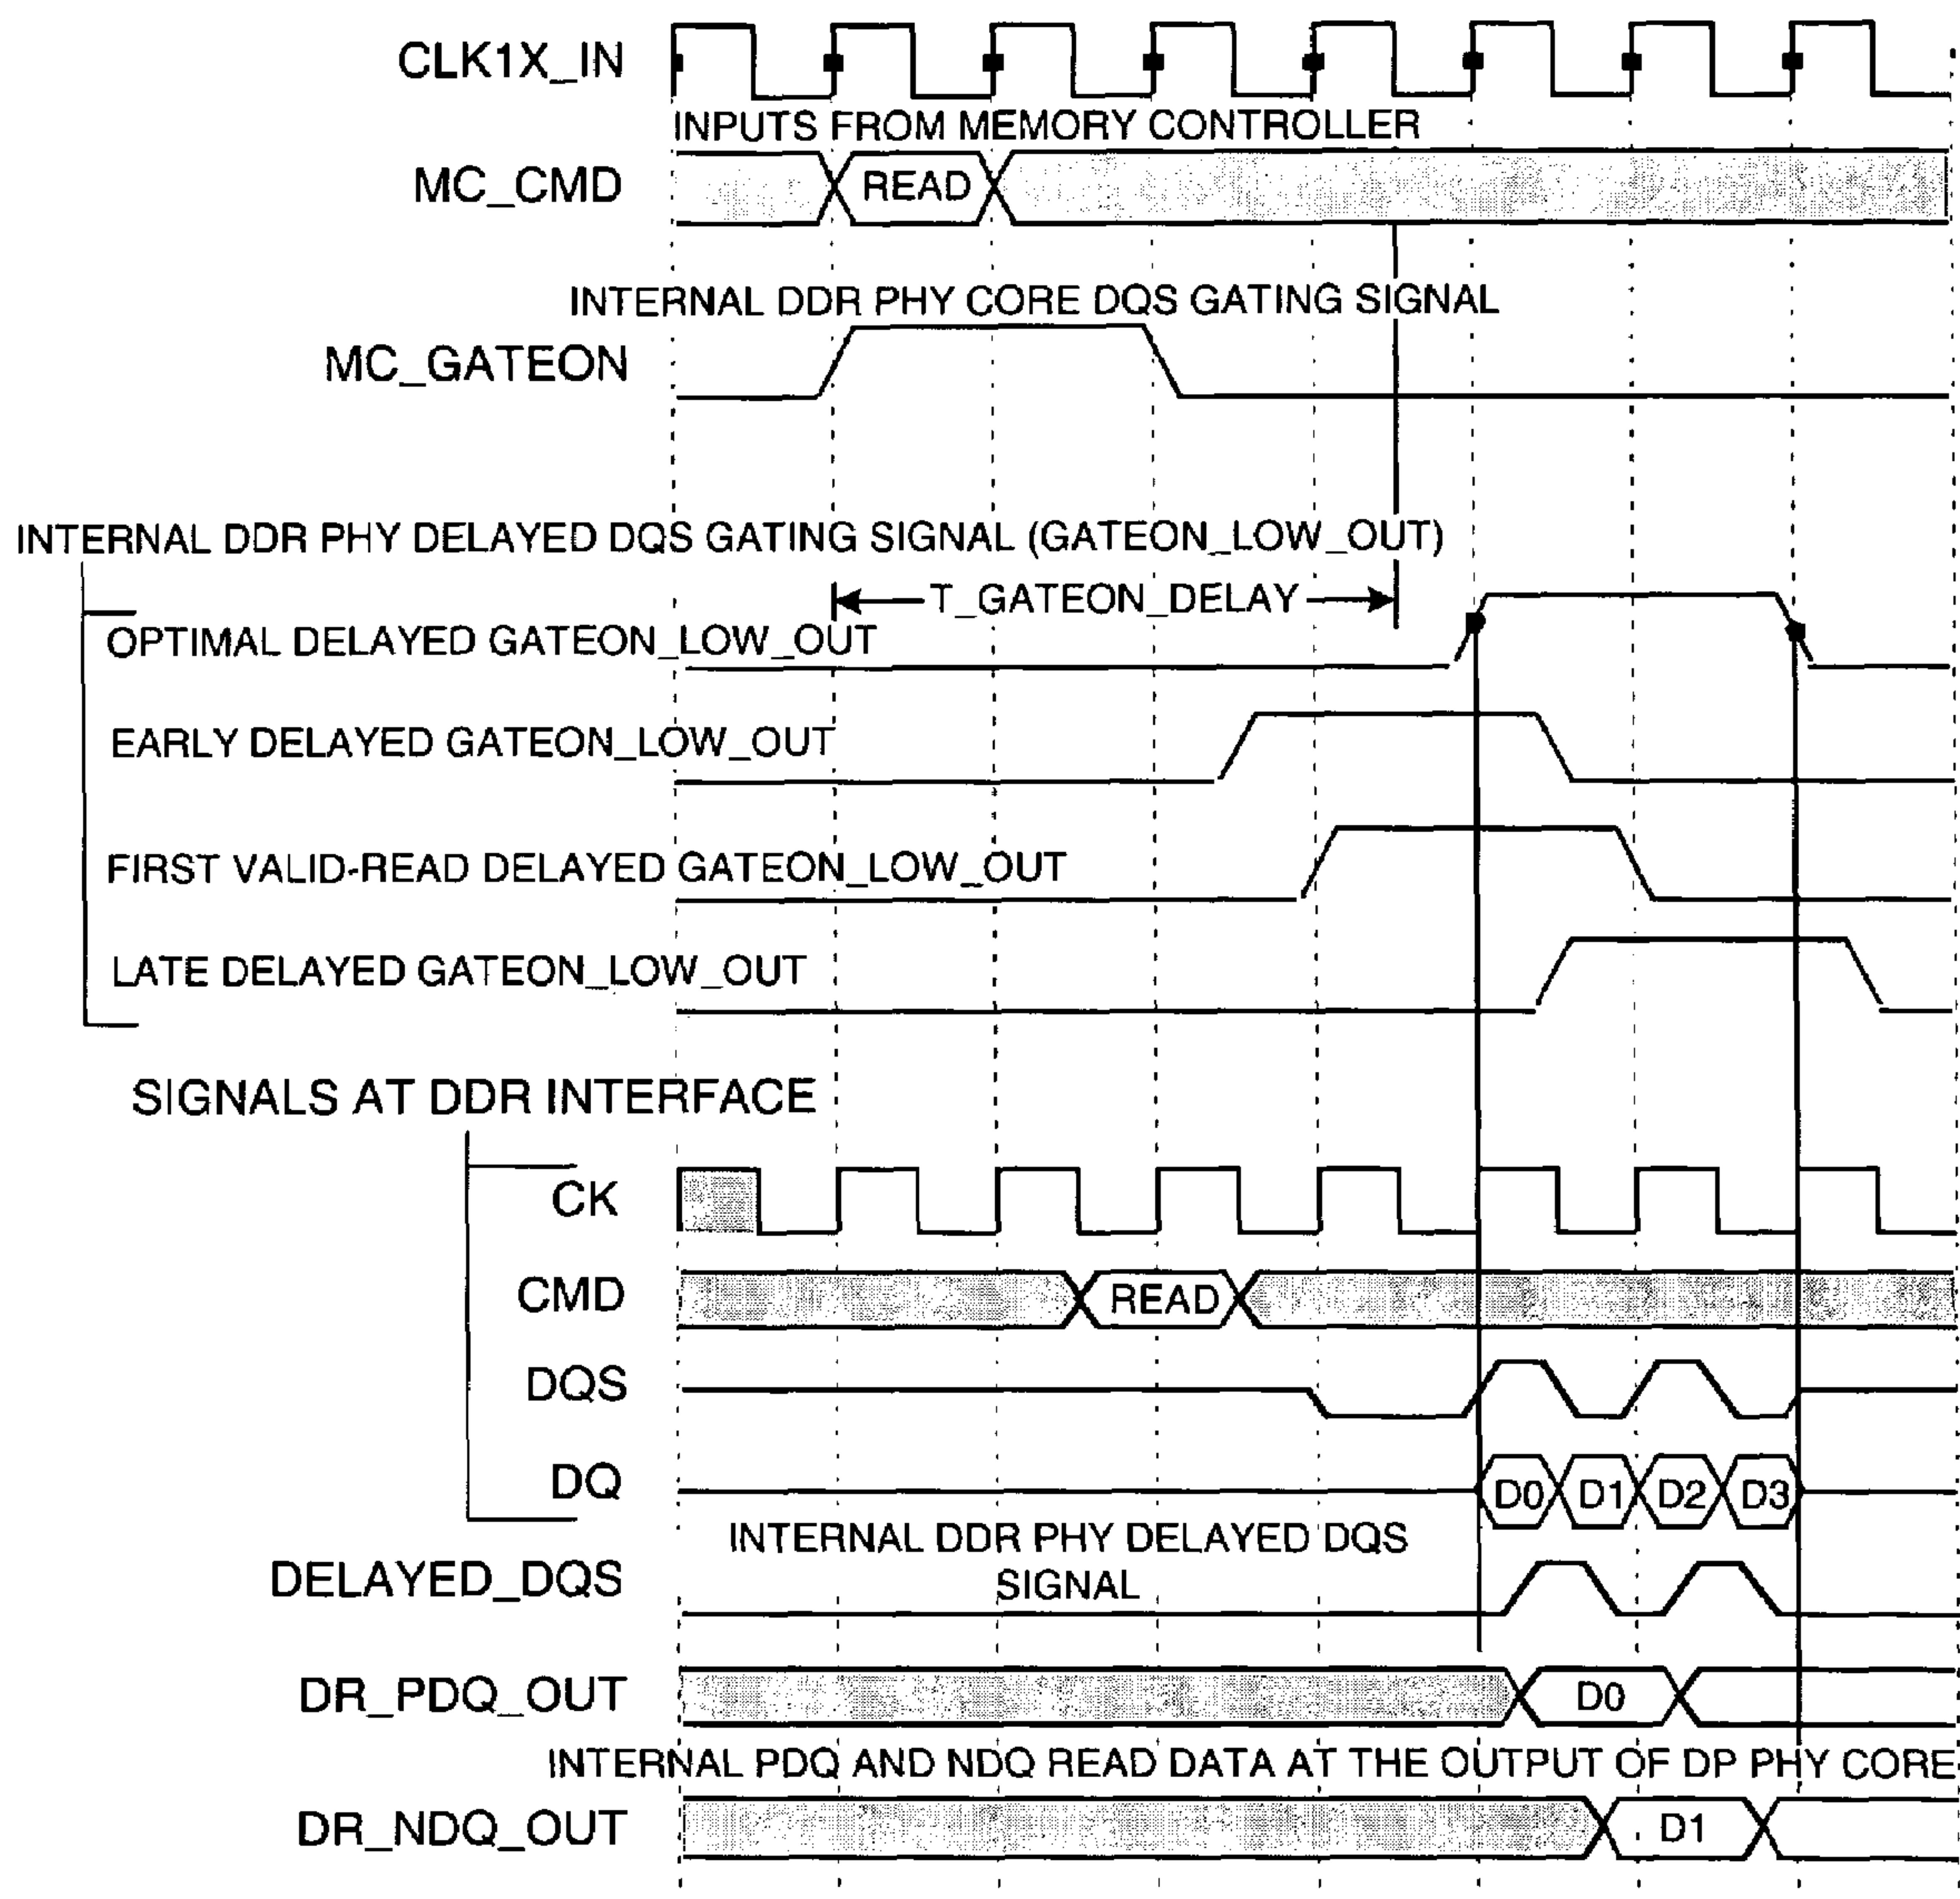 CLK1X_IN
INPUTS FROM MEMORY CONTROLLER
MC_CMD
READ
INTERNAL DDR PHY CORE DQS GATING SIGNAL
MC_GATEON
INTERNAL DDR PHY DELAYED DQS GATING SIGNAL (GATEON_LOW_OUT)
T_GATEON_DELAY
OPTIMAL DELAYED GATEON_LOW_OUT
EARLY DELAYED GATEON_LOW_OUT
FIRST VALID-READ DELAYED GATEON_LOW_OUT
LATE DELAYED GATEON_LOW_OUT
SIGNALS AT DDR INTERFACE
CK
CMD
READ
DQS
DQ
D0 D1 D2 D3
INTERNAL DDR PHY DELAYED DQS
SIGNAL
DELAYED_DQS
DR_PDQ_OUT
D0
INTERNAL PDQ AND NDQ READ DATA AT THE OUTPUT OF DP PHY CORE
DR_NDQ_OUT
D1